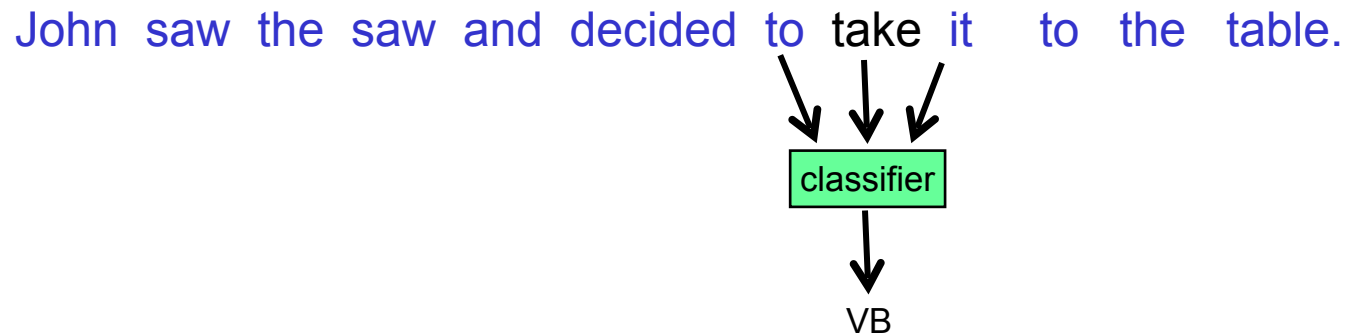 John saw the saw and decided to take it to the table.
classifier
VB